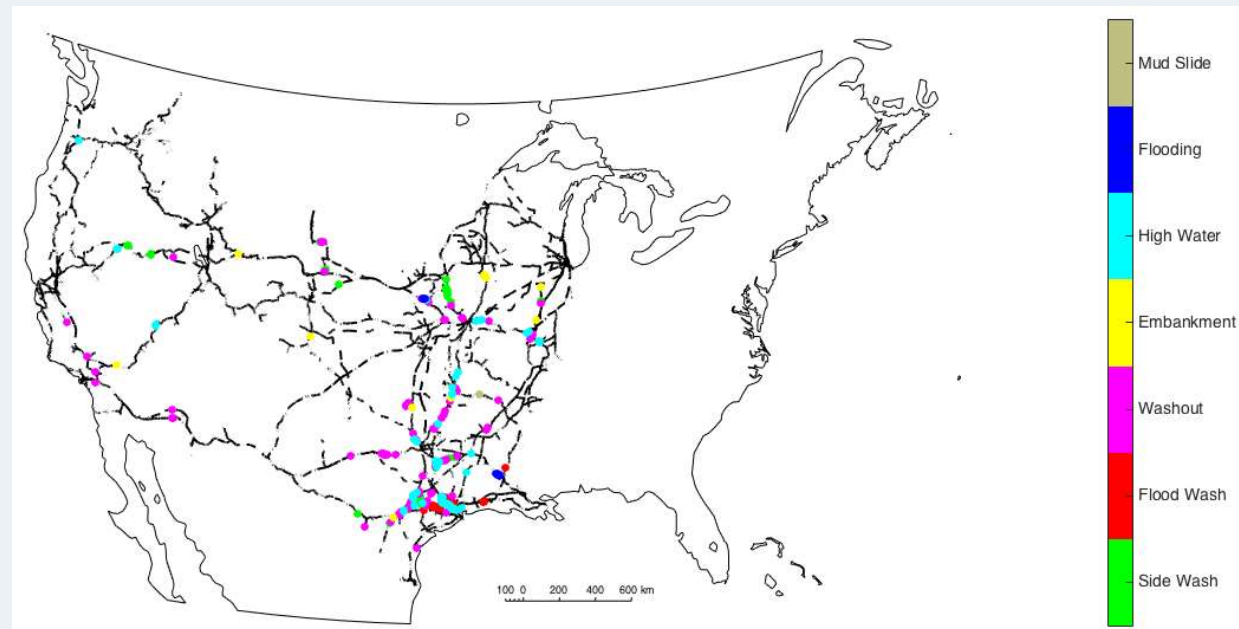 Mud Slide
Flooding
High Water
Embankment
Washout
Flood Wash
Side Wash
100 0 200 400 600 km